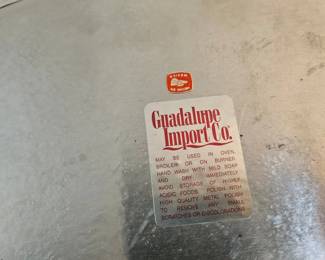 Guadalupe
Import Co.
MAY BE USED IN OVEN,
BROILER OR ON BURNER.
HAND WASH WITH MILD SOAP
AND DRY IMMEDIATELY.
AVOID STORAGE OF HIGHLY
ACIDIC FOODS. POLISH WITH
HIGH QUALITY METAL POLISH
TO REMOVE ANY SMALL
SCRATCHES OR DISCOLORATIONS